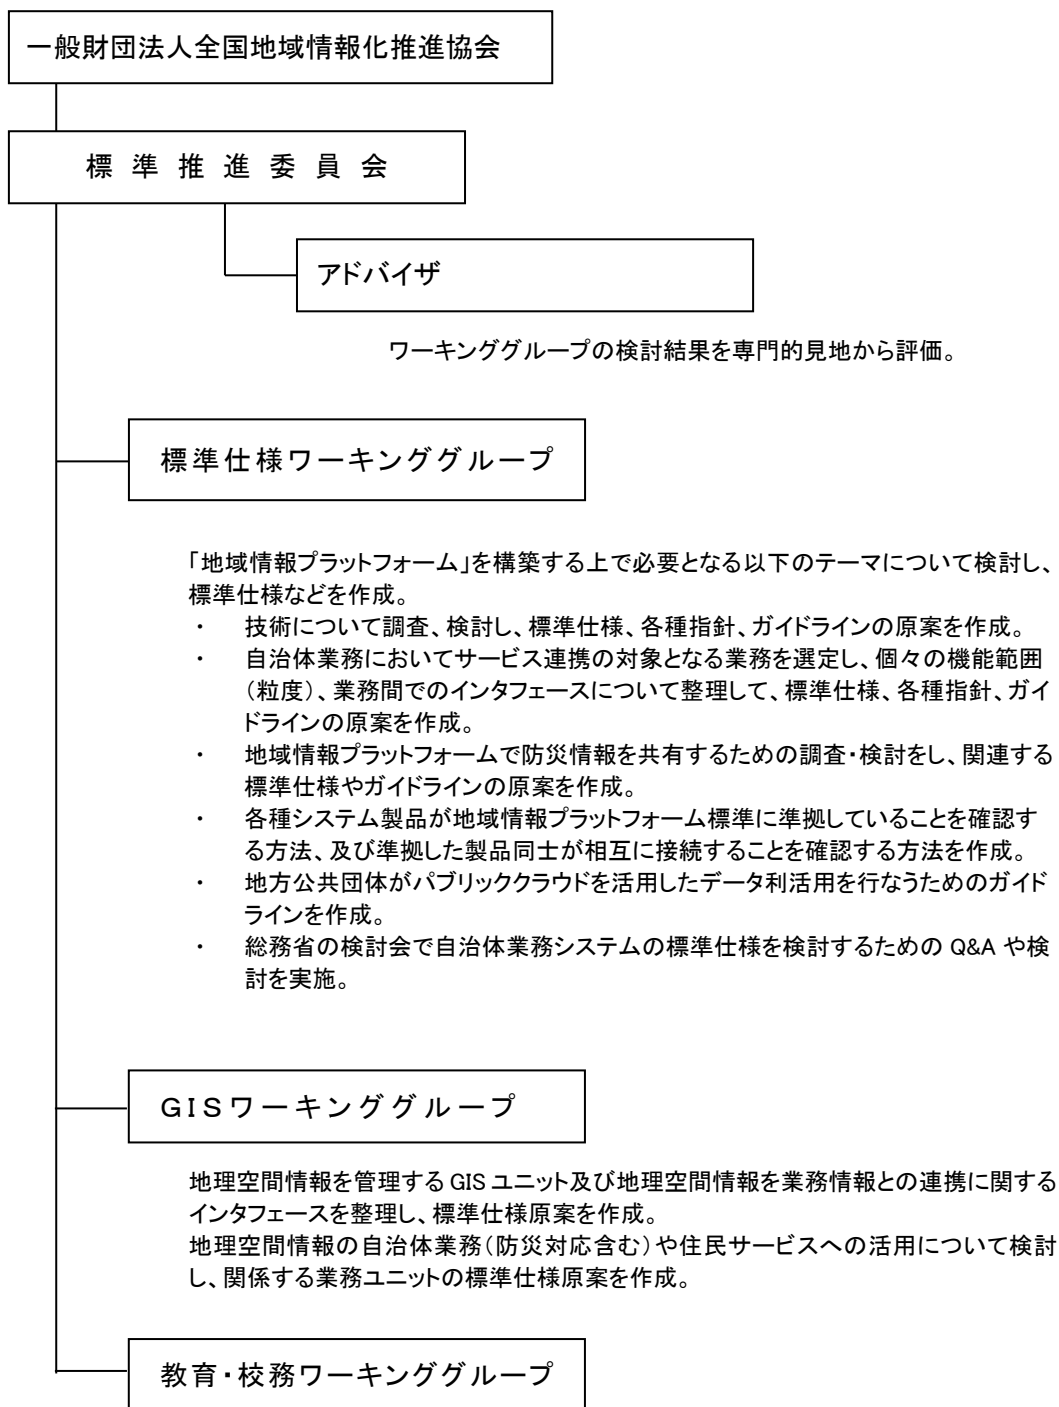 一般財団法人全国地域情報化推進協会
標準推進委員会
アドバイザ
ワーキンググループの検討結果を専門的見地から評価。
標準仕様ワーキンググループ
「地域情報プラットフォーム」を構築する上で必要となる以下のテーマについて検討し、
標準仕様などを作成。
・ 技術について調査、検討し、標準仕様、各種指針、ガイドラインの原案を作成。
・ 自治体業務においてサービス連携の対象となる業務を選定し、個々の機能範囲
（粒度）、業務間でのインタフェースについて整理して、標準仕様、各種指針、ガイ
ドラインの原案を作成。
・ 地域情報プラットフォームで防災情報を共有するための調査・検討をし、関連する
標準仕様やガイドラインの原案を作成。
・ 各種システム製品が地域情報プラットフォーム標準に準拠していることを確認す
る方法、及び準拠した製品同士が相互に接続することを確認する方法を作成。
・ 地方公共団体がパブリッククラウドを活用したデータ利活用を行なうためのガイド
ラインを作成。
・ 総務省の検討会で自治体業務システムの標準仕様を検討するための Q&A や検
討を実施。
GISワーキンググループ
地理空間情報を管理する GIS ユニット及び地理空間情報を業務情報との連携に関する
インタフェースを整理し、標準仕様原案を作成。
地理空間情報の自治体業務（防災対応含む）や住民サービスへの活用について検討
し、関係する業務ユニットの標準仕様原案を作成。
教育・校務ワーキンググループ